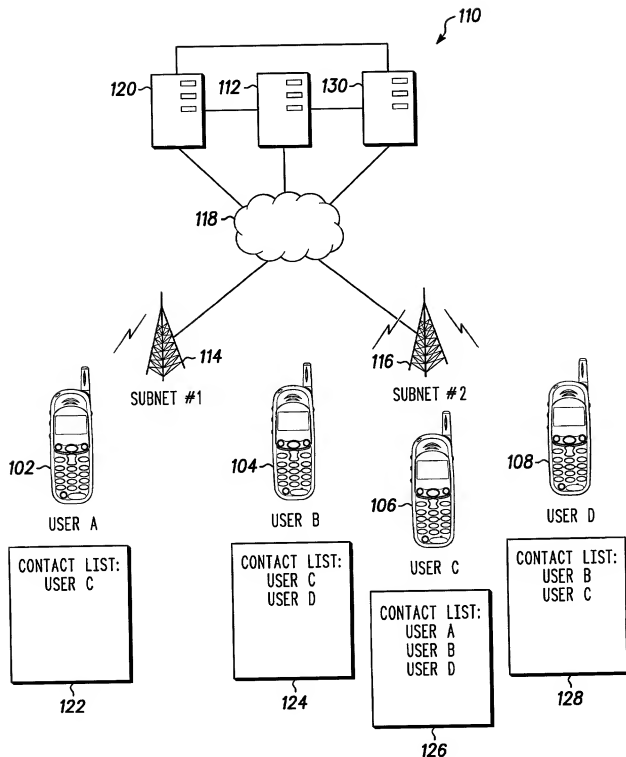 110
120
112
130
118
114
116
SUBNET #1
SUBNET #2
102
104
106
108
USER A
USER B
USER C
USER D
CONTACT LIST:
USER C
122
CONTACT LIST:
USER C
USER D
124
CONTACT LIST:
USER A
USER B
USER D
126
CONTACT LIST:
USER B
USER C
128